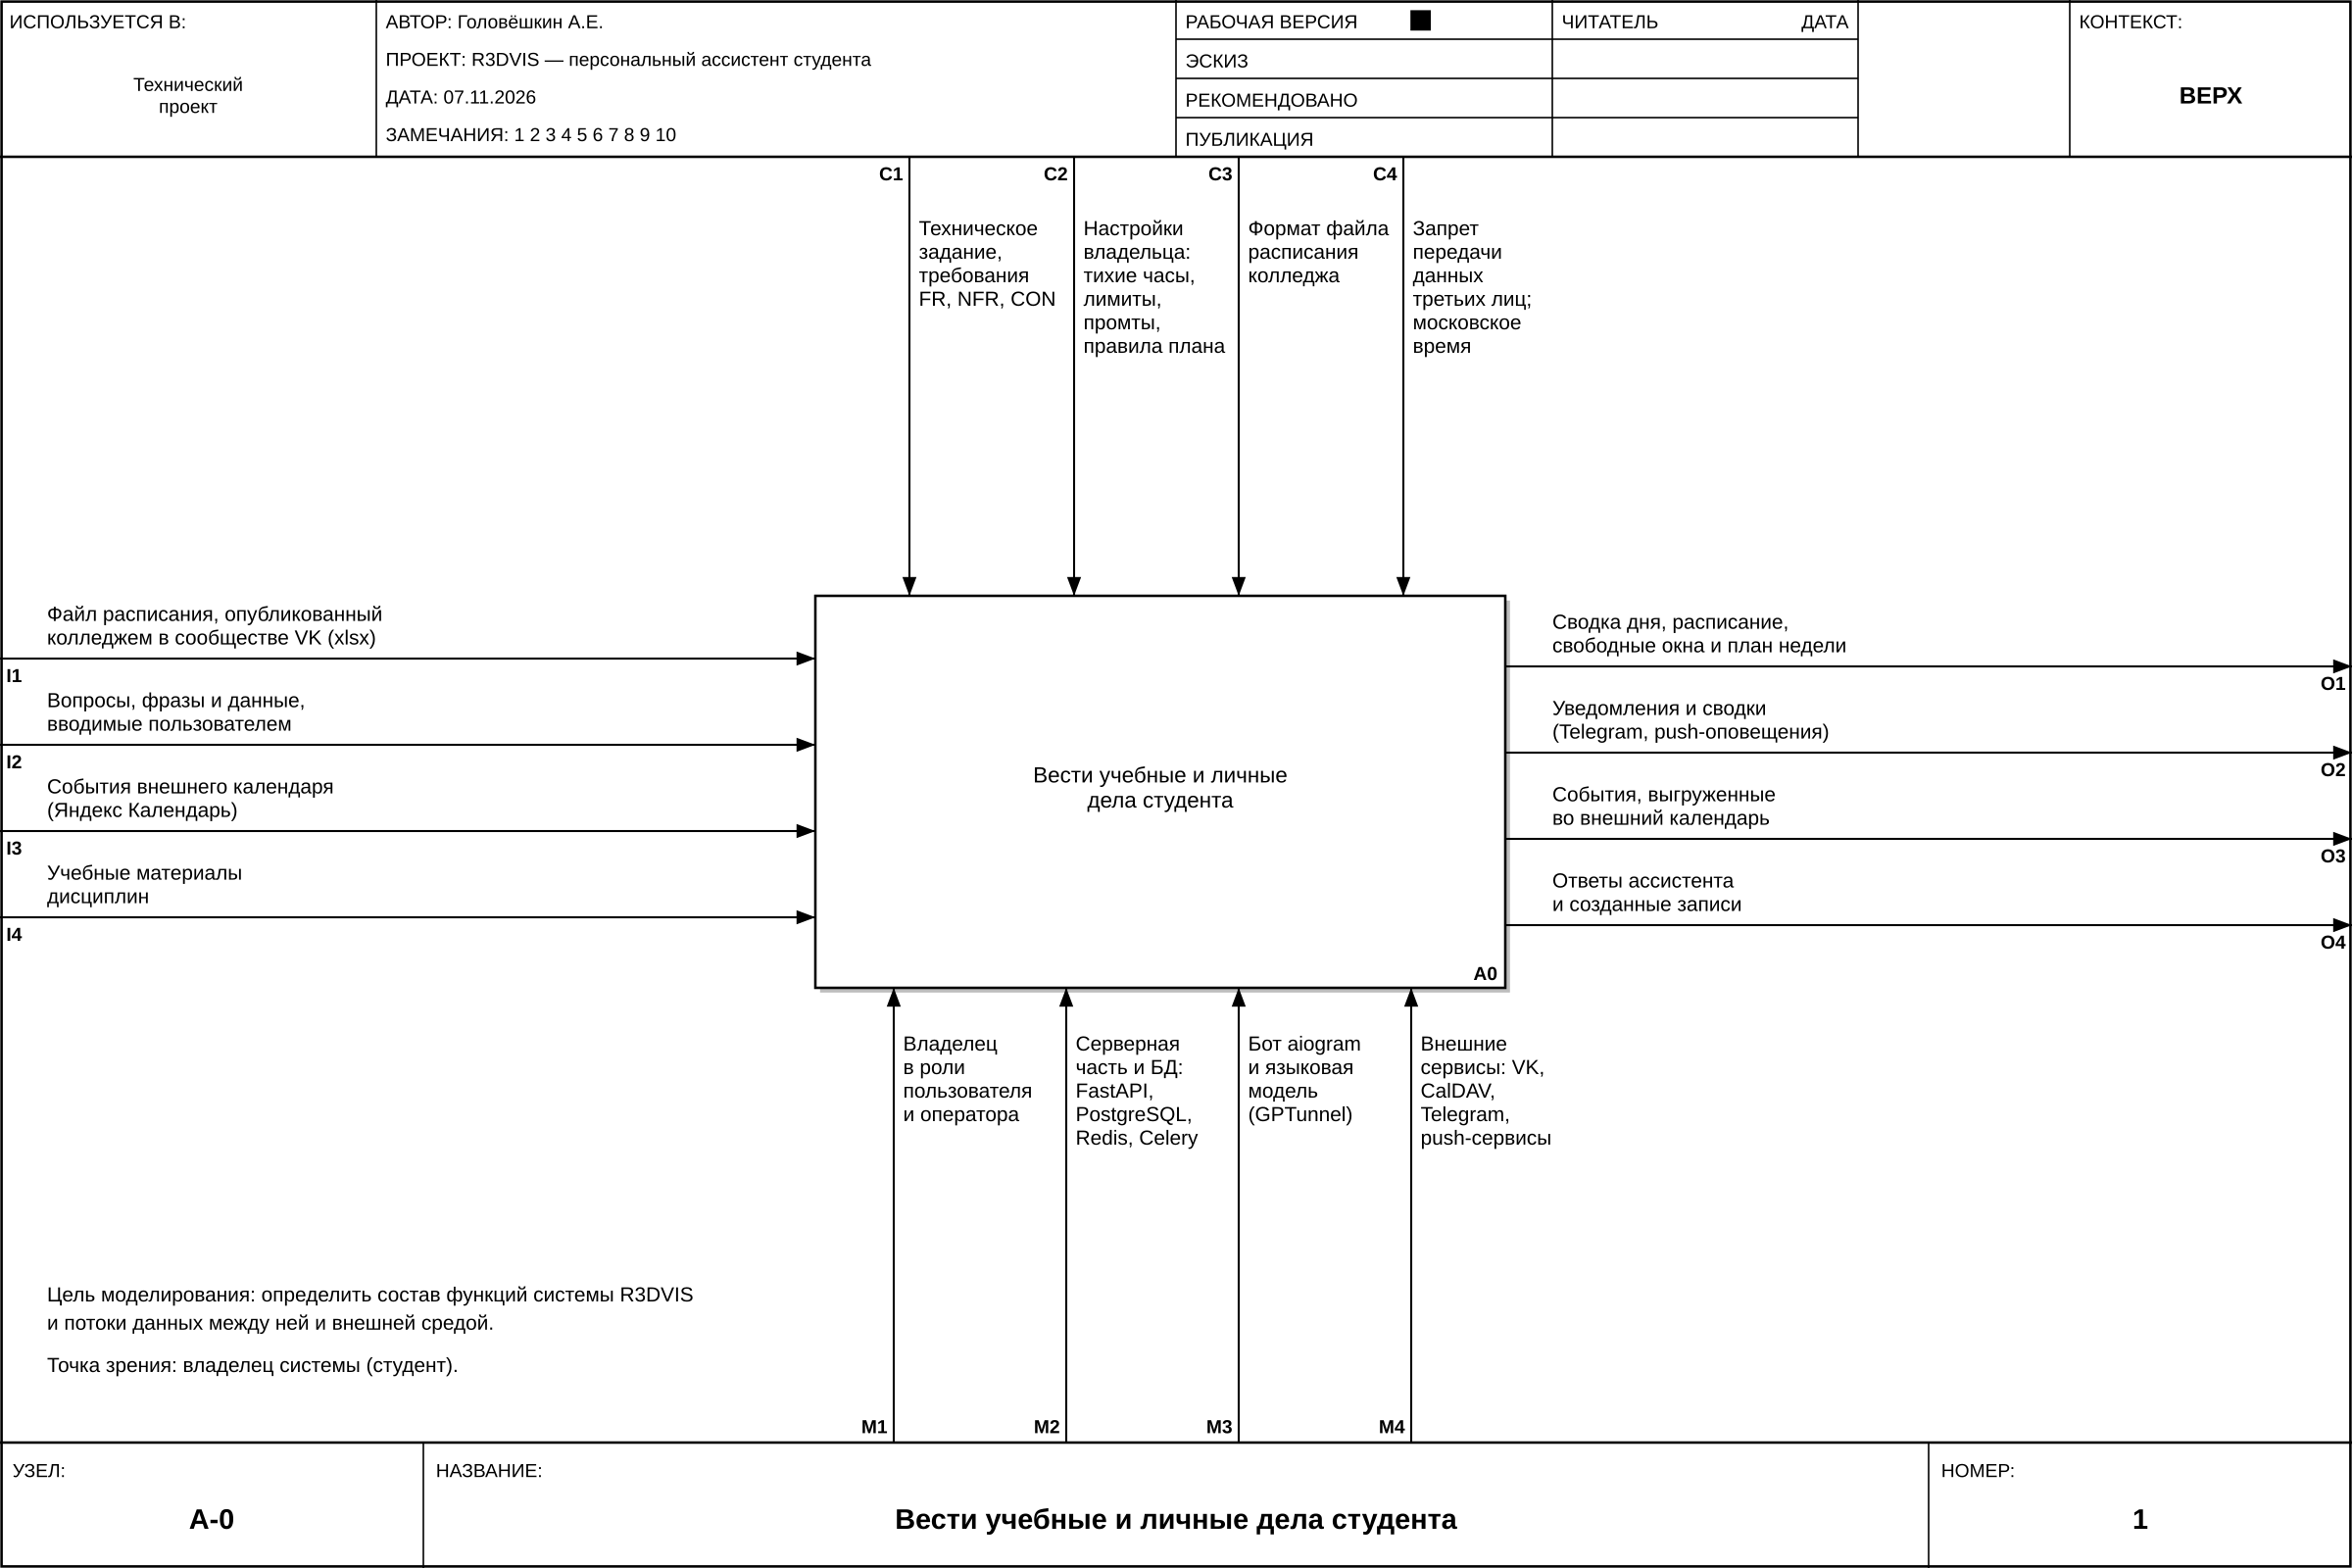 ИСПОЛЬЗУЕТСЯ В:
Технический
проект
АВТОР: Головёшкин А.Е.
ПРОЕКТ: R3DVIS — персональный ассистент студента
ДАТА: 07.11.2026
ЗАМЕЧАНИЯ: 1 2 3 4 5 6 7 8 9 10
РАБОЧАЯ ВЕРСИЯ
ЭСКИЗ
РЕКОМЕНДОВАНО
ПУБЛИКАЦИЯ
ЧИТАТЕЛЬ ДАТА
КОНТЕКСТ:
ВЕРХ
C1
Техническое
задание,
требования
FR, NFR, CON
C2
Настройки
владельца:
тихие часы,
лимиты,
промты,
правила плана
C3
Формат файла
расписания
колледжа
C4
Запрет
передачи
данных
третьих лиц;
московское
время
Файл расписания, опубликованный
колледжем в сообществе VK (xlsx)
I1
Вопросы, фразы и данные,
вводимые пользователем
I2
События внешнего календаря
(Яндекс Календарь)
I3
Учебные материалы
дисциплин
I4
Вести учебные и личные
дела студента
A0
Сводка дня, расписание,
свободные окна и план недели
O1
Уведомления и сводки
(Telegram, push-оповещения)
O2
События, выгруженные
во внешний календарь
O3
Ответы ассистента
и созданные записи
O4
Владелец
в роли
пользователя
и оператора
M1
Серверная
часть и БД:
FastAPI,
PostgreSQL,
Redis, Celery
M2
Бот aiogram
и языковая
модель
(GPTunnel)
M3
Внешние
сервисы: VK,
CalDAV,
Telegram,
push-сервисы
M4
Цель моделирования: определить состав функций системы R3DVIS
и потоки данных между ней и внешней средой.
Точка зрения: владелец системы (студент).
УЗЕЛ:
A-0
НАЗВАНИЕ:
Вести учебные и личные дела студента
НОМЕР:
1